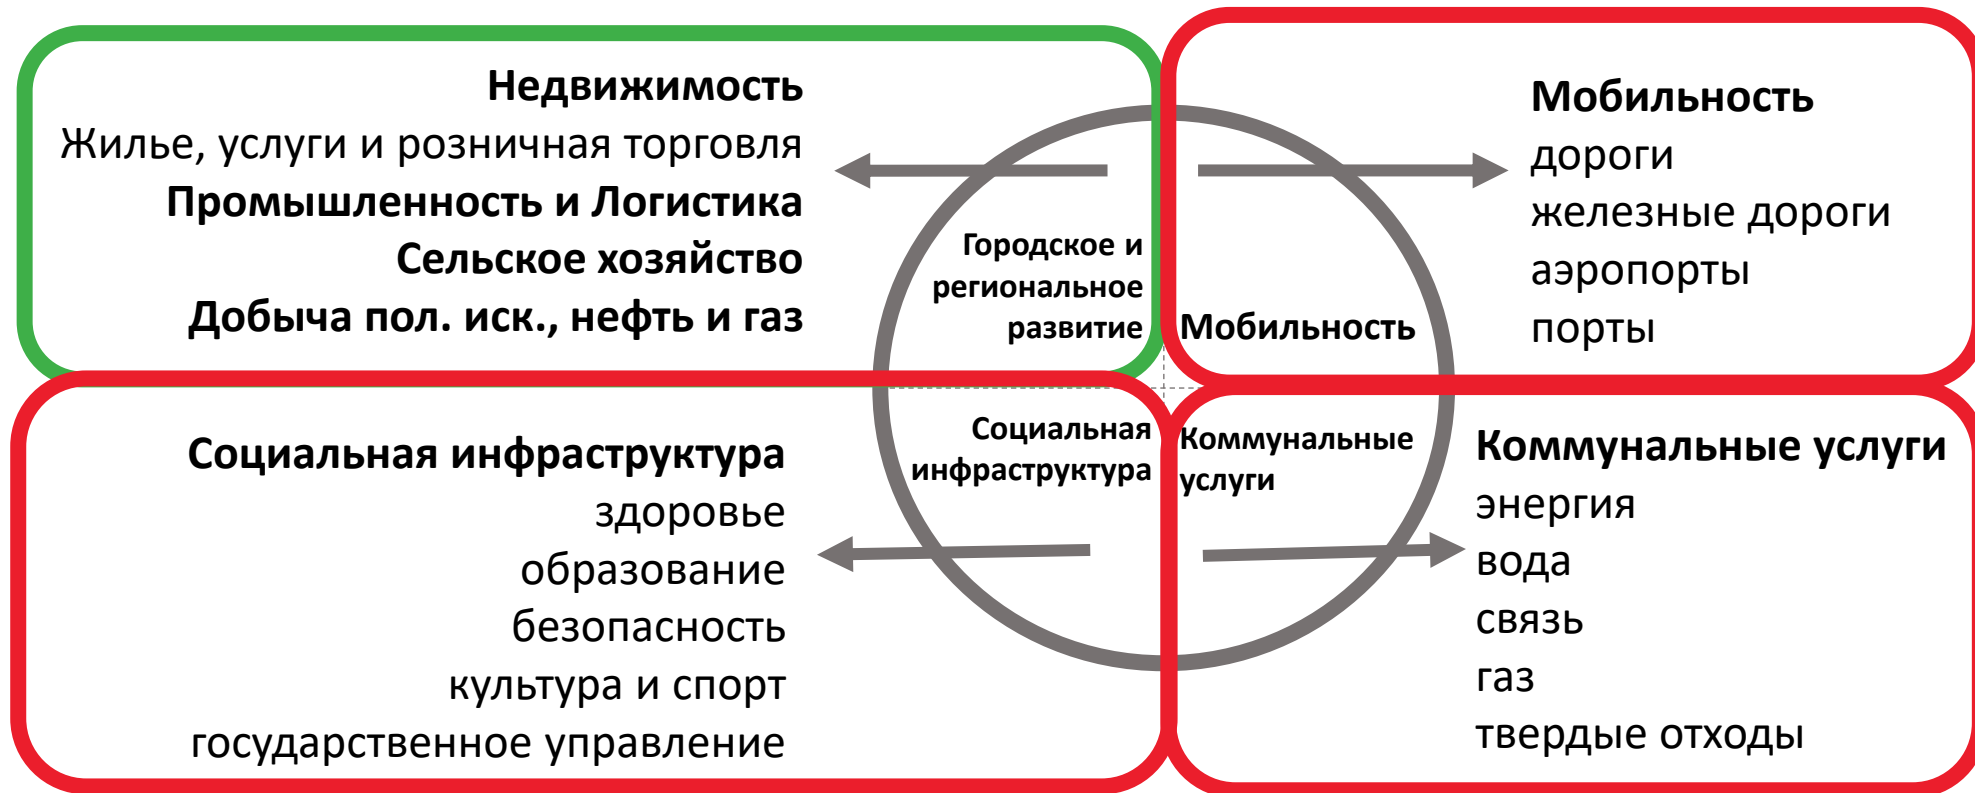 Недвижимость
Жилье, услуги и розничная торговля
Промышленность и Логистика
Сельское хозяйство
Добыча пол. иск., нефть и газ
Городское и
региональное
развитие
Мобильность
Мобильность
дороги
железные дороги
аэропорты
порты
Социальная инфраструктура
здоровье
образование
безопасность
культура и спорт
государственное управление
Социальная
инфраструктура
Коммунальные
услуги
Коммунальные услуги
энергия
вода
связь
газ
твердые отходы